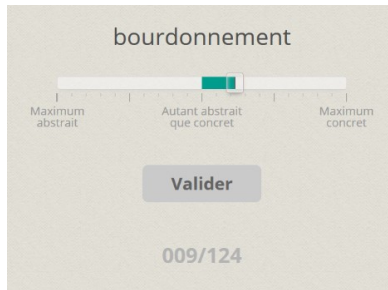 bourdonnement
Maximum abstrait
Autant abstrait que concret
Maximum concret
Valider
009/124